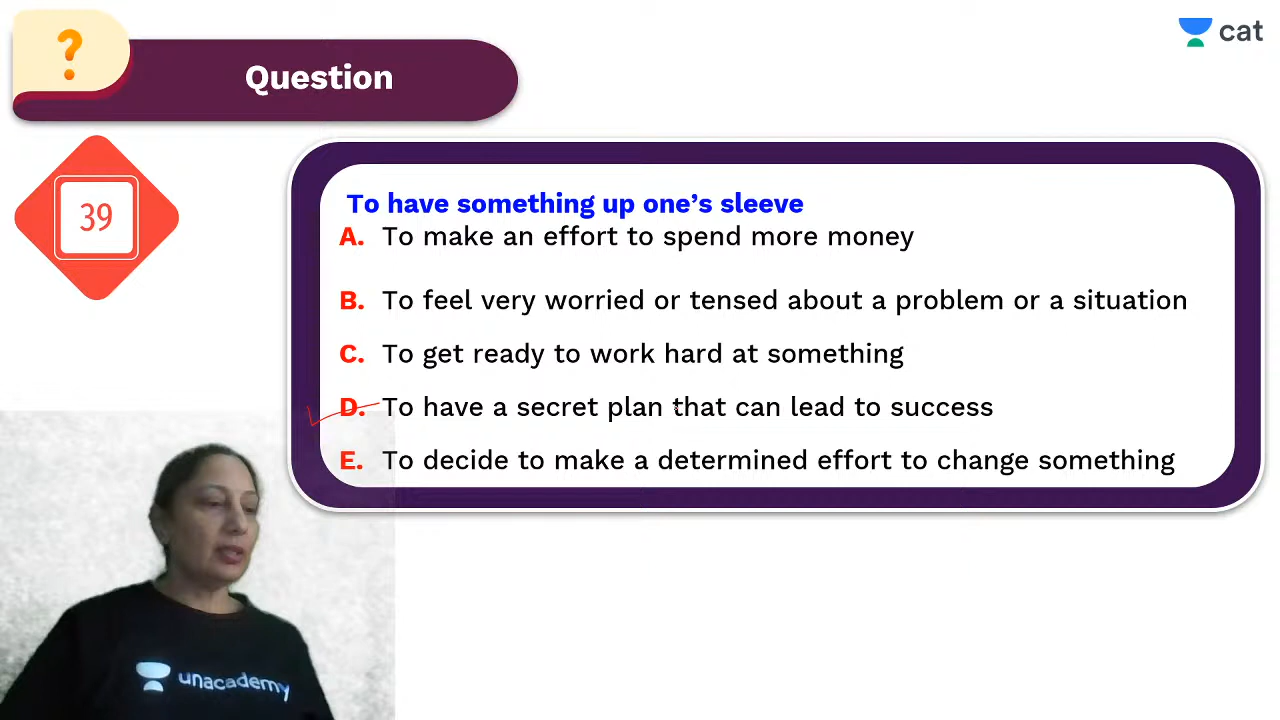 ?
Question
cat
39
To have something up one’s sleeve
A. To make an effort to spend more money
B. To feel very worried or tensed about a problem or a situation
C. To get ready to work hard at something
D. To have a secret plan that can lead to success
E. To decide to make a determined effort to change something
unacademy